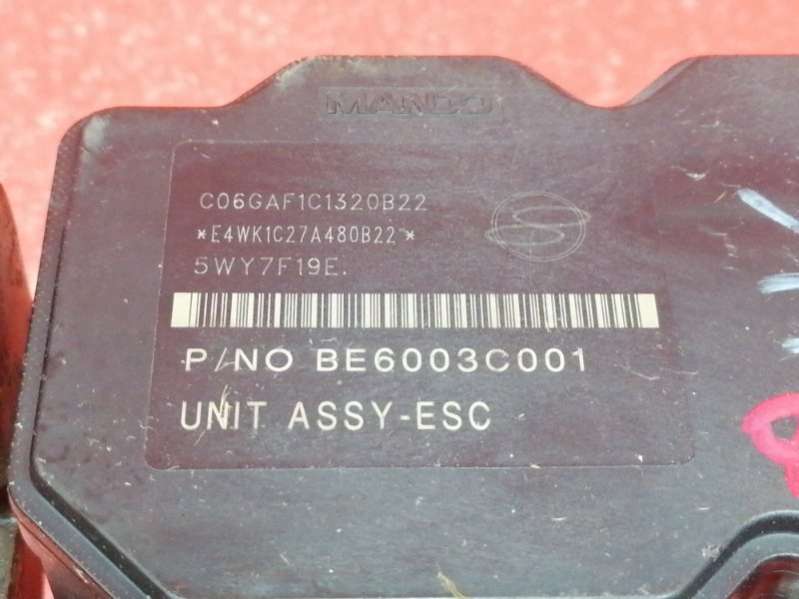 MANDO
C06GAF1C1320B22
*E4WK1C27A480B22*
5WY7F19E.
P/NO BE6003C001
UNIT ASSY-ESC